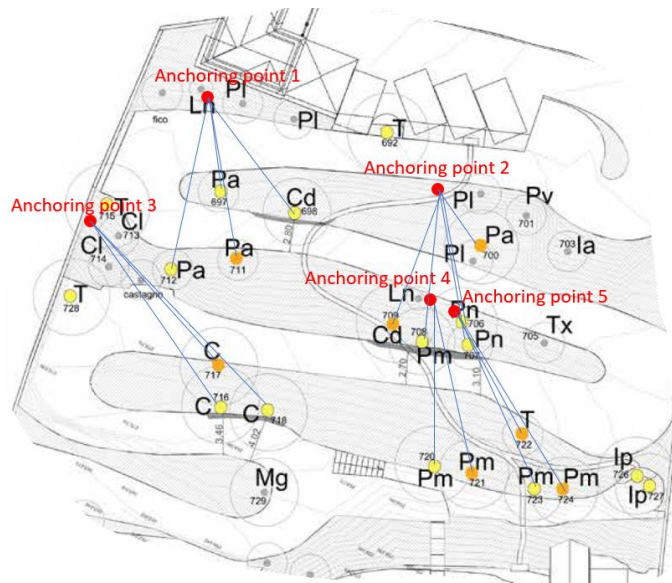 Anchoring point 1
Pl
fico
Ln
Pl
T
692
Pa
697
Cd
698
2.80
Anchoring point 2
Pl
Pv
701
Anchoring point 3
T
715
Cl
713
Cl
714
Pa
711
Pa
712
castagno
Pl
Pa
700
703
Ia
T
728
Anchoring point 4
Ln
Anchoring point 5
Pn
706
709
Cd
708
Pm
Pn
707
705
Tx
2.70
3.10
C
717
716
C
C
718
3.46
4.02
T
722
Mg
729
720
Pm
Pm
721
Pm
723
Pm
724
Ip
726
Ip
727